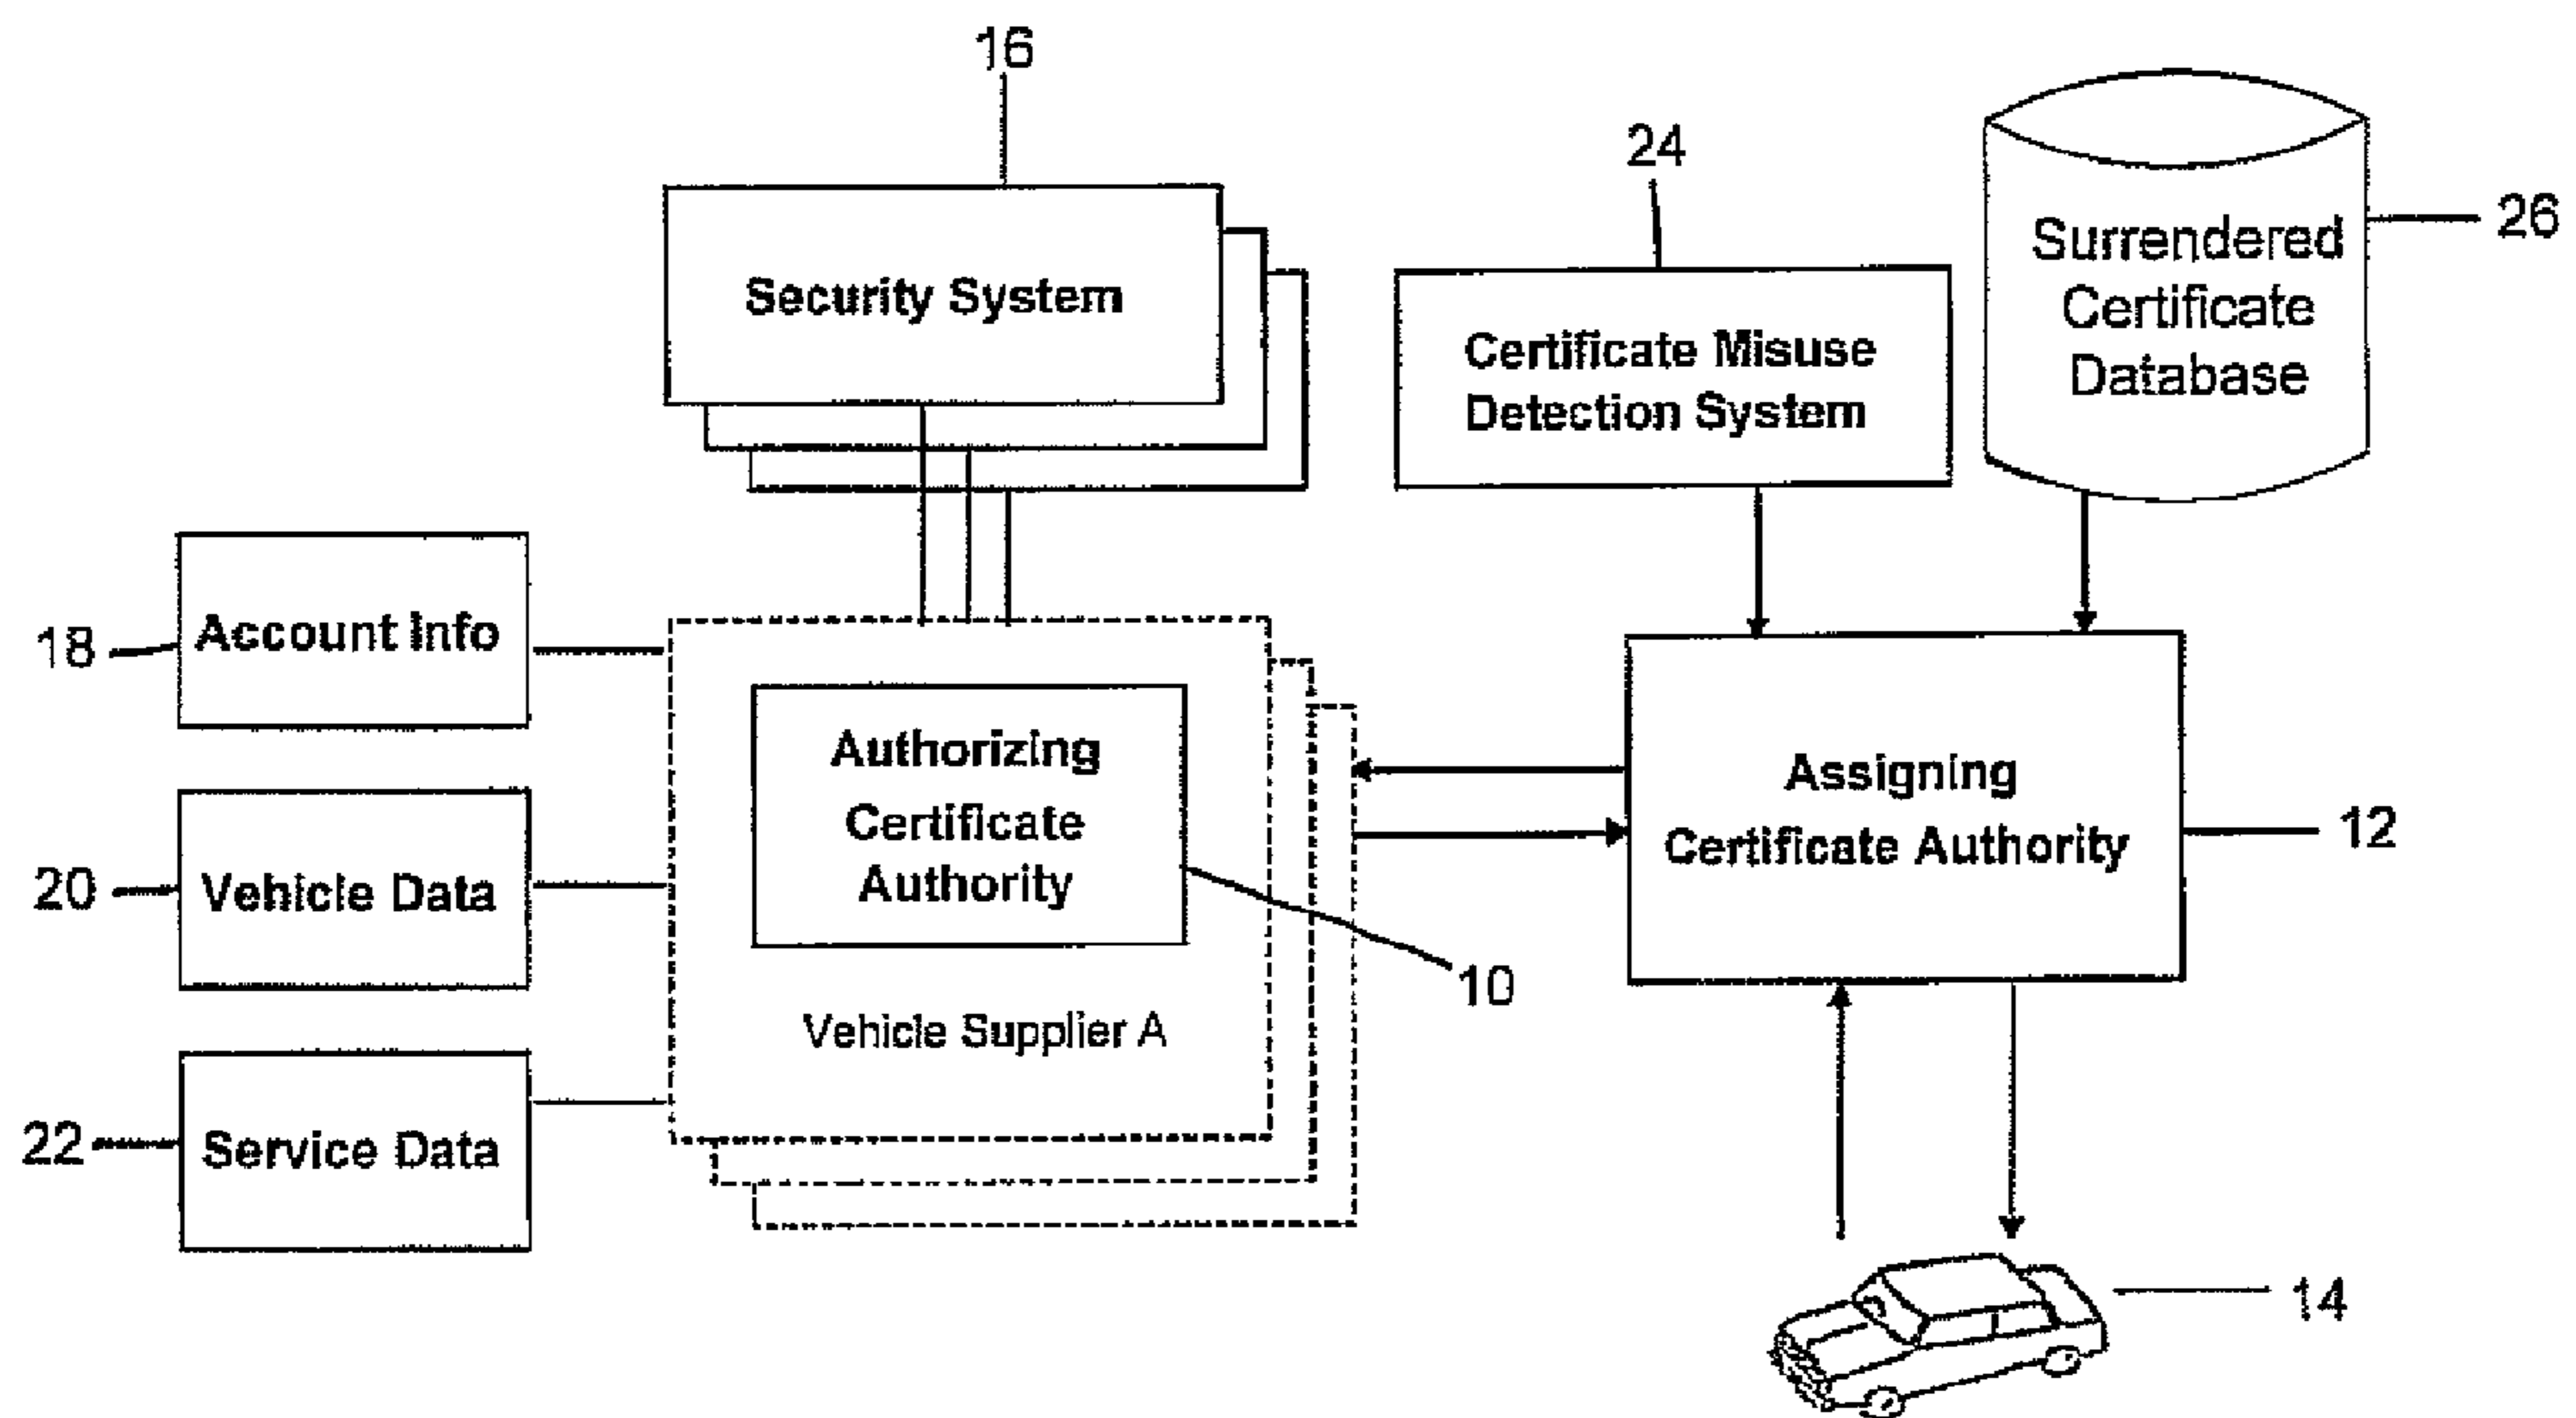 16
24
26
Surrendered
Certificate
Database
Security System
Certificate Misuse
Detection System
18
Account Info
Authorizing
Certificate
Authority
Assigning
Certificate Authority
12
20
Vehicle Data
10
Vehicle Supplier A
22
Service Data
14